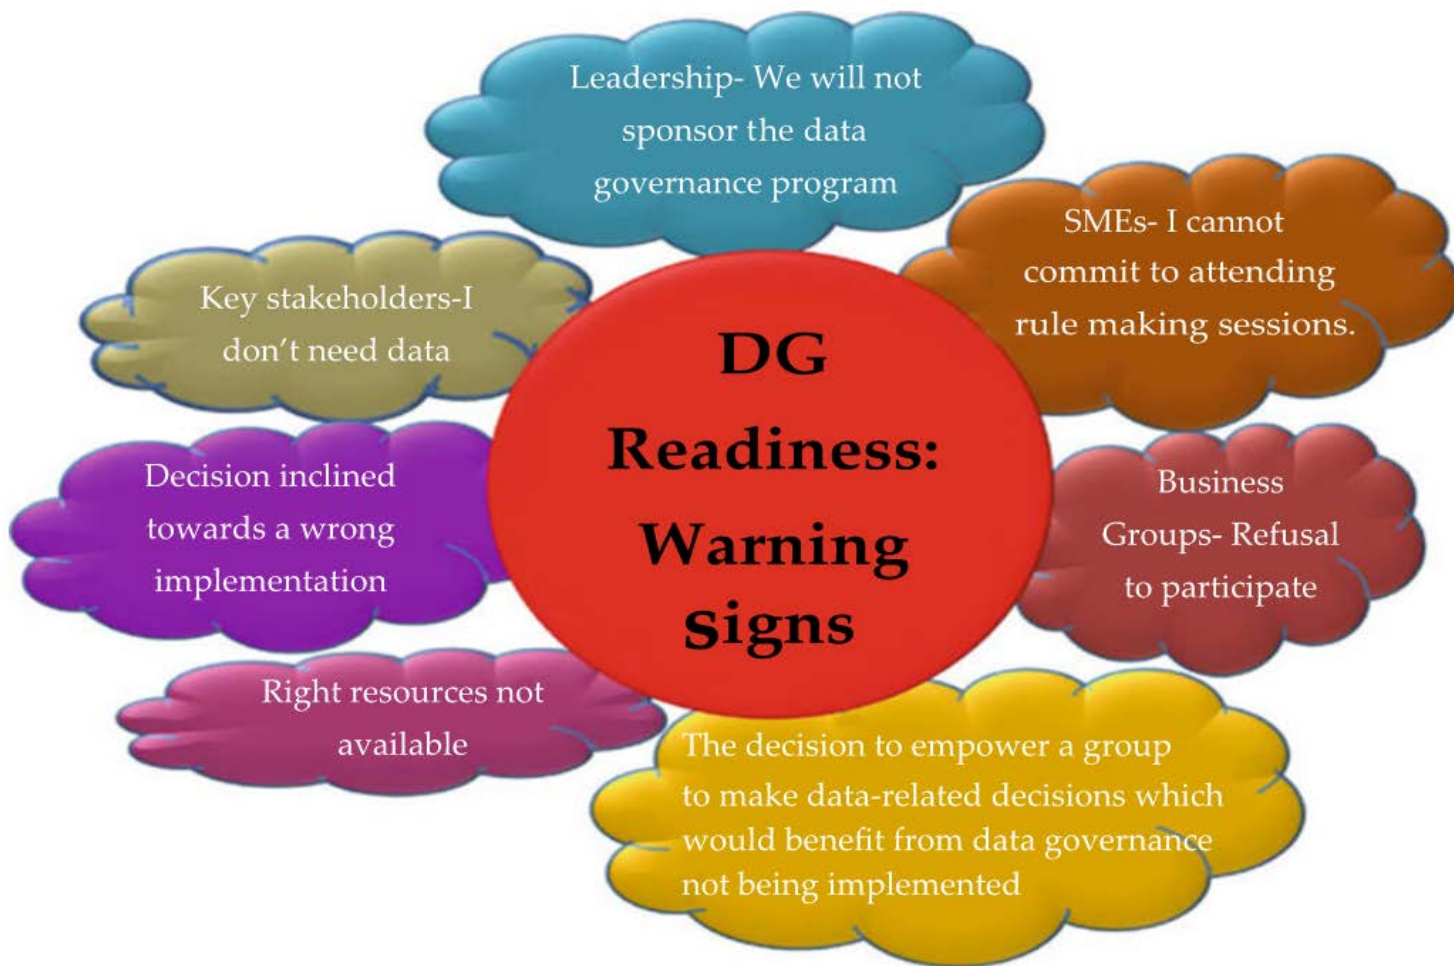 Leadership- We will not
sponsor the data
governance program
SMEs- I cannot
commit to attending
rule making sessions.
Key stakeholders-I
don’t need data
DG
Readiness:
Warning
signs
Decision inclined
towards a wrong
implementation
Business
Groups- Refusal
to participate
Right resources not
available
The decision to empower a group
to make data-related decisions which
would benefit from data governance
not being implemented